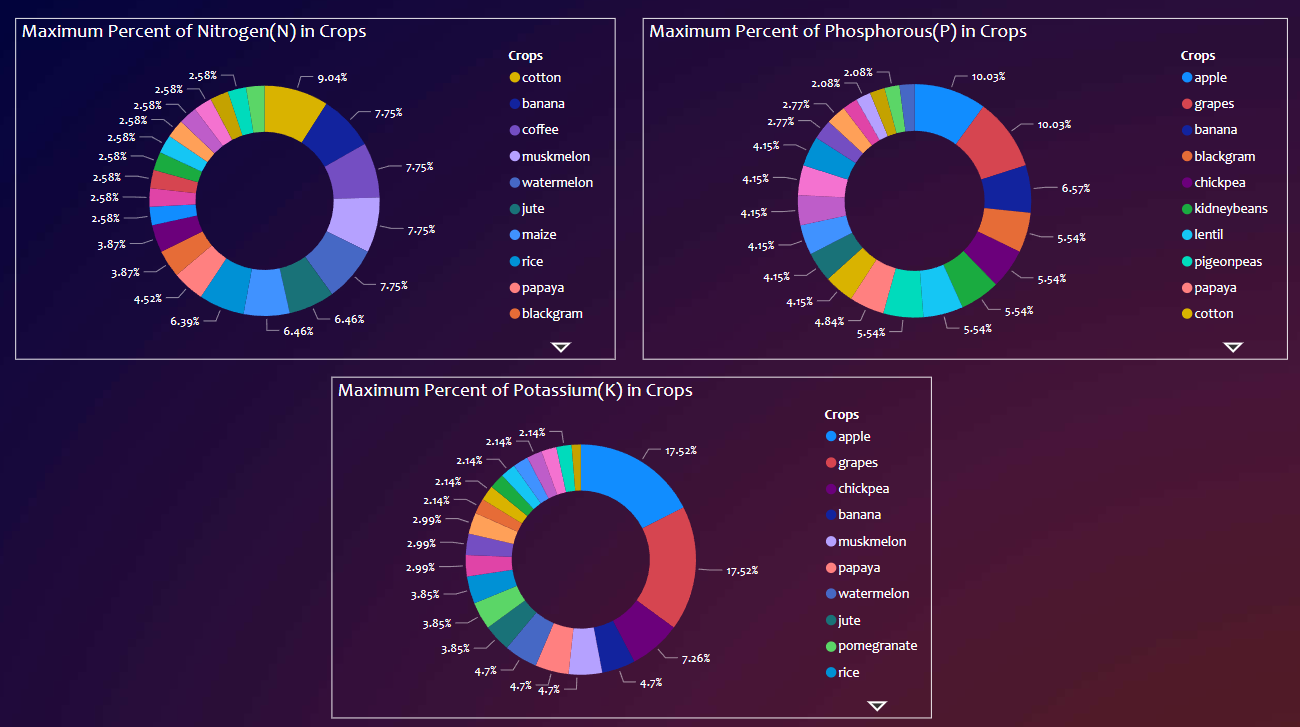 Maximum Percent of Nitrogen(N) in Crops
Crops
cotton
banana
coffee
muskmelon
watermelon
jute
maize
rice
papaya
blackgram
9.04%
7.75%
7.75%
7.75%
7.75%
6.46%
6.46%
6.39%
4.52%
3.87%
3.87%
2.58%
2.58%
2.58%
2.58%
2.58%
2.58%
2.58%
2.58%
Maximum Percent of Phosphorous(P) in Crops
Crops
apple
grapes
banana
blackgram
chickpea
kidneybeans
lentil
pigeonpeas
papaya
cotton
10.03%
10.03%
6.57%
5.54%
5.54%
5.54%
5.54%
5.54%
4.84%
4.15%
4.15%
4.15%
4.15%
4.15%
4.15%
2.77%
2.77%
2.08%
2.08%
Maximum Percent of Potassium(K) in Crops
Crops
apple
grapes
chickpea
banana
muskmelon
papaya
watermelon
jute
pomegranate
rice
17.52%
17.52%
7.26%
4.7%
4.7%
4.7%
4.7%
3.85%
3.85%
3.85%
2.99%
2.99%
2.99%
2.14%
2.14%
2.14%
2.14%
2.14%